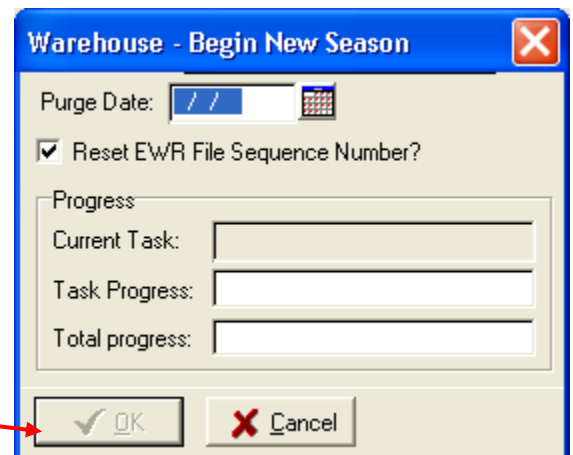 Warehouse - Begin New Season
Purge Date: / /
Reset EWR File Sequence Number?
Progress
Current Task:
Task Progress:
Total progress:
OK Cancel